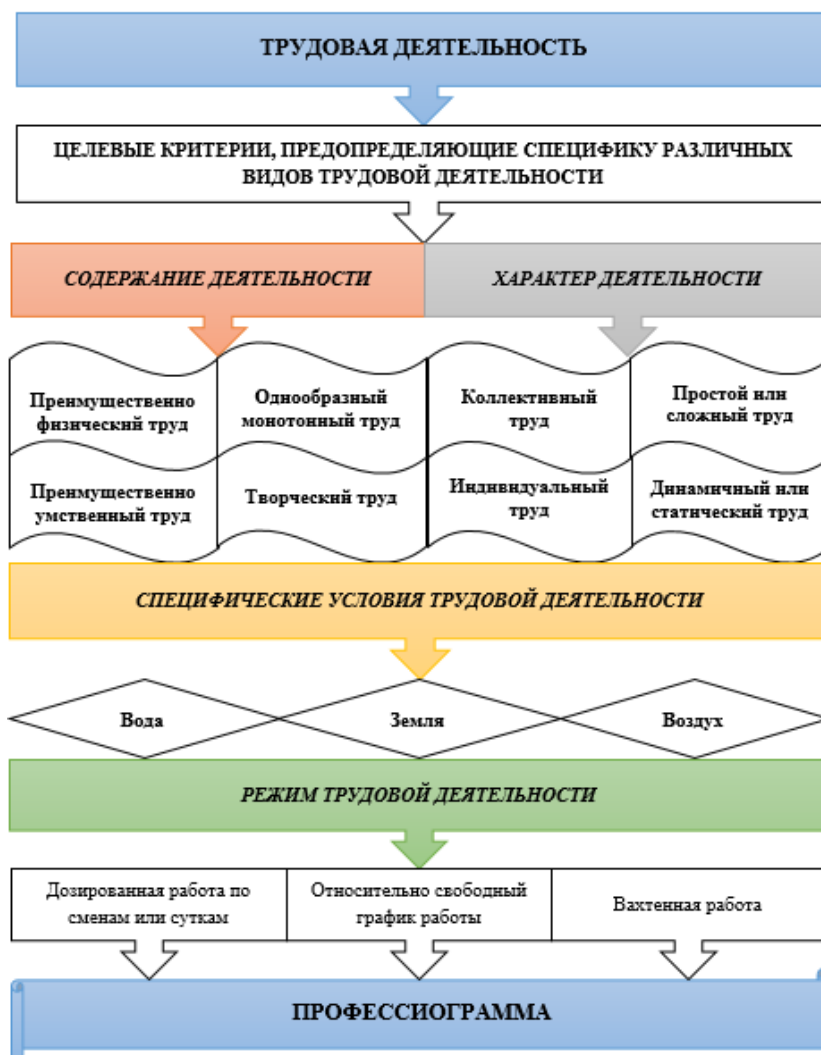 ТРУДОВАЯ ДЕЯТЕЛЬНОСТЬ
ЦЕЛЕВЫЕ КРИТЕРИИ, ПРЕДОПРЕДЕЛЯЮЩИЕ СПЕЦИФИКУ РАЗЛИЧНЫХ
ВИДОВ ТРУДОВОЙ ДЕЯТЕЛЬНОСТИ
СОДЕРЖАНИЕ ДЕЯТЕЛЬНОСТИ
ХАРАКТЕР ДЕЯТЕЛЬНОСТИ
Преимущественно
физический труд
Однообразный
монотонный труд
Коллективный
труд
Простой или
сложный труд
Преимущественно
умственный труд
Творческий труд
Индивидуальный
труд
Динамичный или
статический труд
СПЕЦИФИЧЕСКИЕ УСЛОВИЯ ТРУДОВОЙ ДЕЯТЕЛЬНОСТИ
Вода
Земля
Воздух
РЕЖИМ ТРУДОВОЙ ДЕЯТЕЛЬНОСТИ
Дозированная работа по
сменам или суткам
Относительно свободный
график работы
Вахтенная работа
ПРОФЕССИОГРАММА